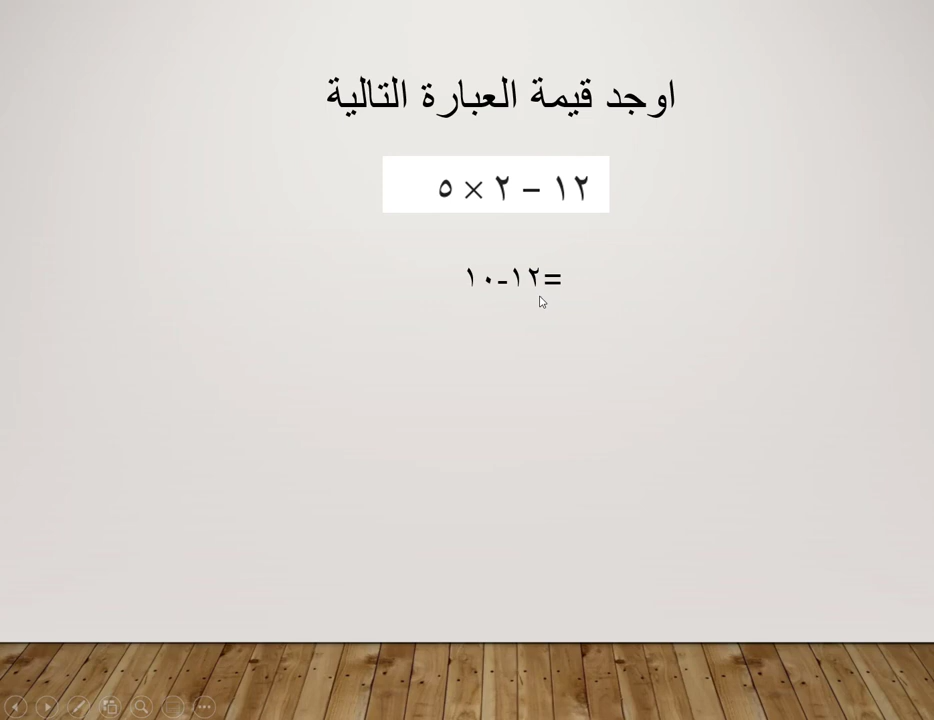 اوجد قيمة العبارة التالية
١٢ – ٢ × ٥
=١٢-١٠